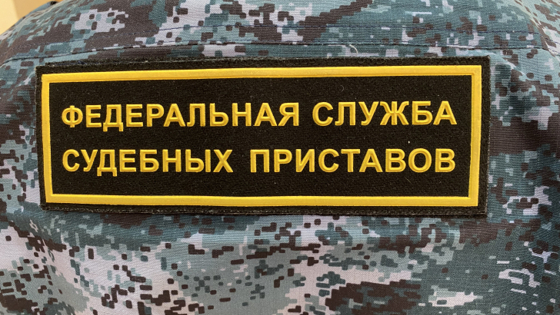 ФЕДЕРАЛЬНАЯ СЛУЖБА
СУДЕБНЫХ ПРИСТАВОВ